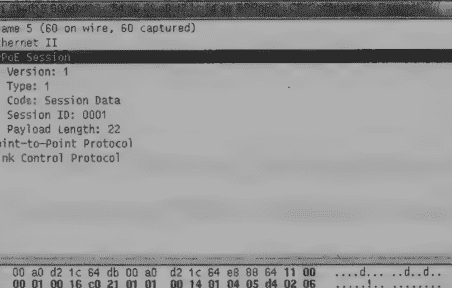 ame 5 (60 on wire, 60 captured)
hernet II
PoE Session
Version: 1
Type: 1
Code: Session Data
Session ID: 0001
Payload Length: 22
int-to-Point Protocol
nk Control Protocol
00 a0 d2 1c 64 db 00 a0 d2 1c 64 e8 88 64 11 00 ....d... ..d..d..
00 01 00 16 c0 21 01 01 00 14 01 04 05 d4 02 06 .....!.. ........